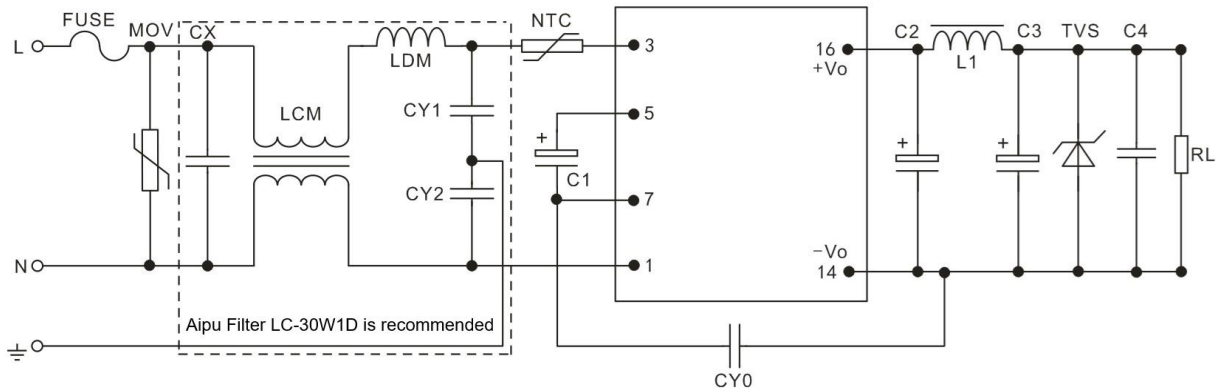 FUSE
MOV
CX
NTC
L
LDM
3
16
+Vo
C2
L1
C3
TVS
C4
LCM
CY1
5
+
C1
+
+
RL
CY2
7
N
1
−Vo
14
Aipu Filter LC-30W1D is recommended
CY0